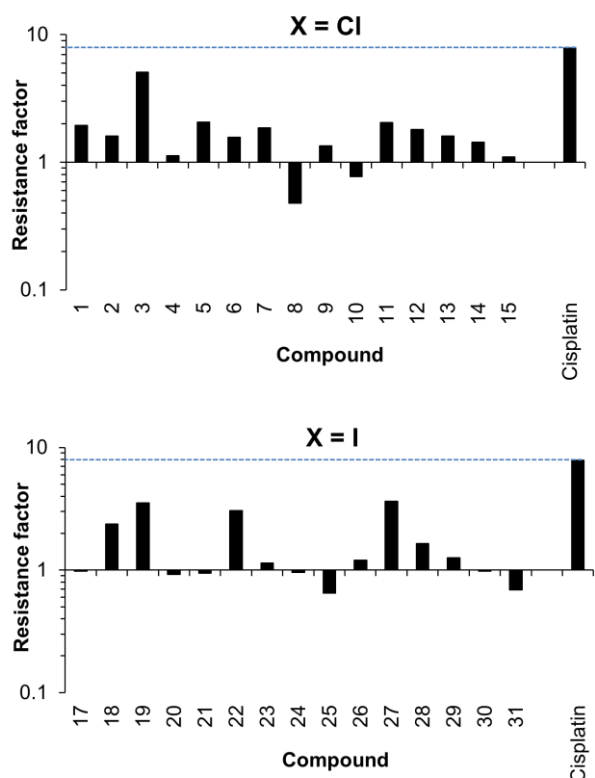 X = Cl
10
1
0.1
Resistance factor
1 2 3 4 5 6 7 8 9 10 11 12 13 14 15 Cisplatin
Compound
X = I
10
1
0.1
Resistance factor
17 18 19 20 21 22 23 24 25 26 27 28 29 30 31 Cisplatin
Compound